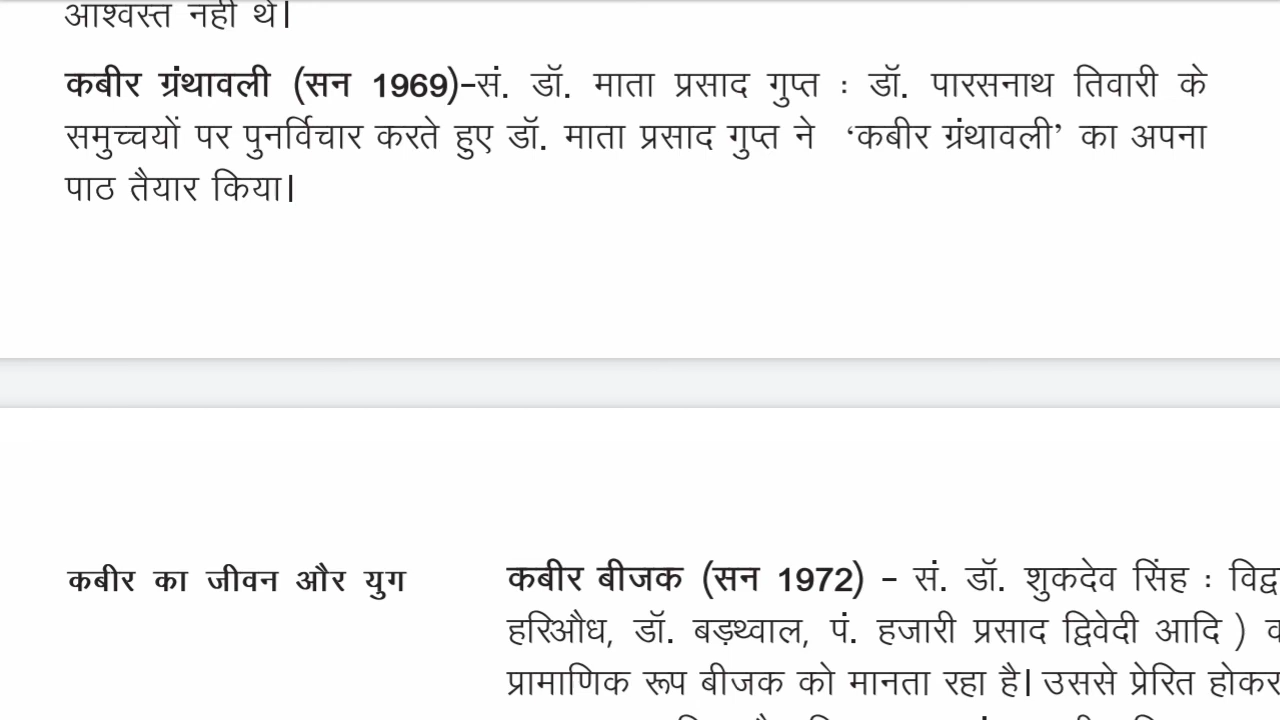 आश्वस्त नहीं थे।
कबीर ग्रंथावली (सन 1969)-सं. डॉ. माता प्रसाद गुप्त : डॉ. पारसनाथ तिवारी के
समुच्चयों पर पुनर्विचार करते हुए डॉ. माता प्रसाद गुप्त ने ‘कबीर ग्रंथावली’ का अपना
पाठ तैयार किया।
कबीर का जीवन और युग
कबीर बीजक (सन 1972) - सं. डॉ. शुकदेव सिंह :
हरिऔध, डॉ. बड़थ्वाल, पं. हजारी प्रसाद द्विवेदी आदि )
प्रामाणिक रूप बीजक को मानता रहा है। उससे प्रेरित होकर